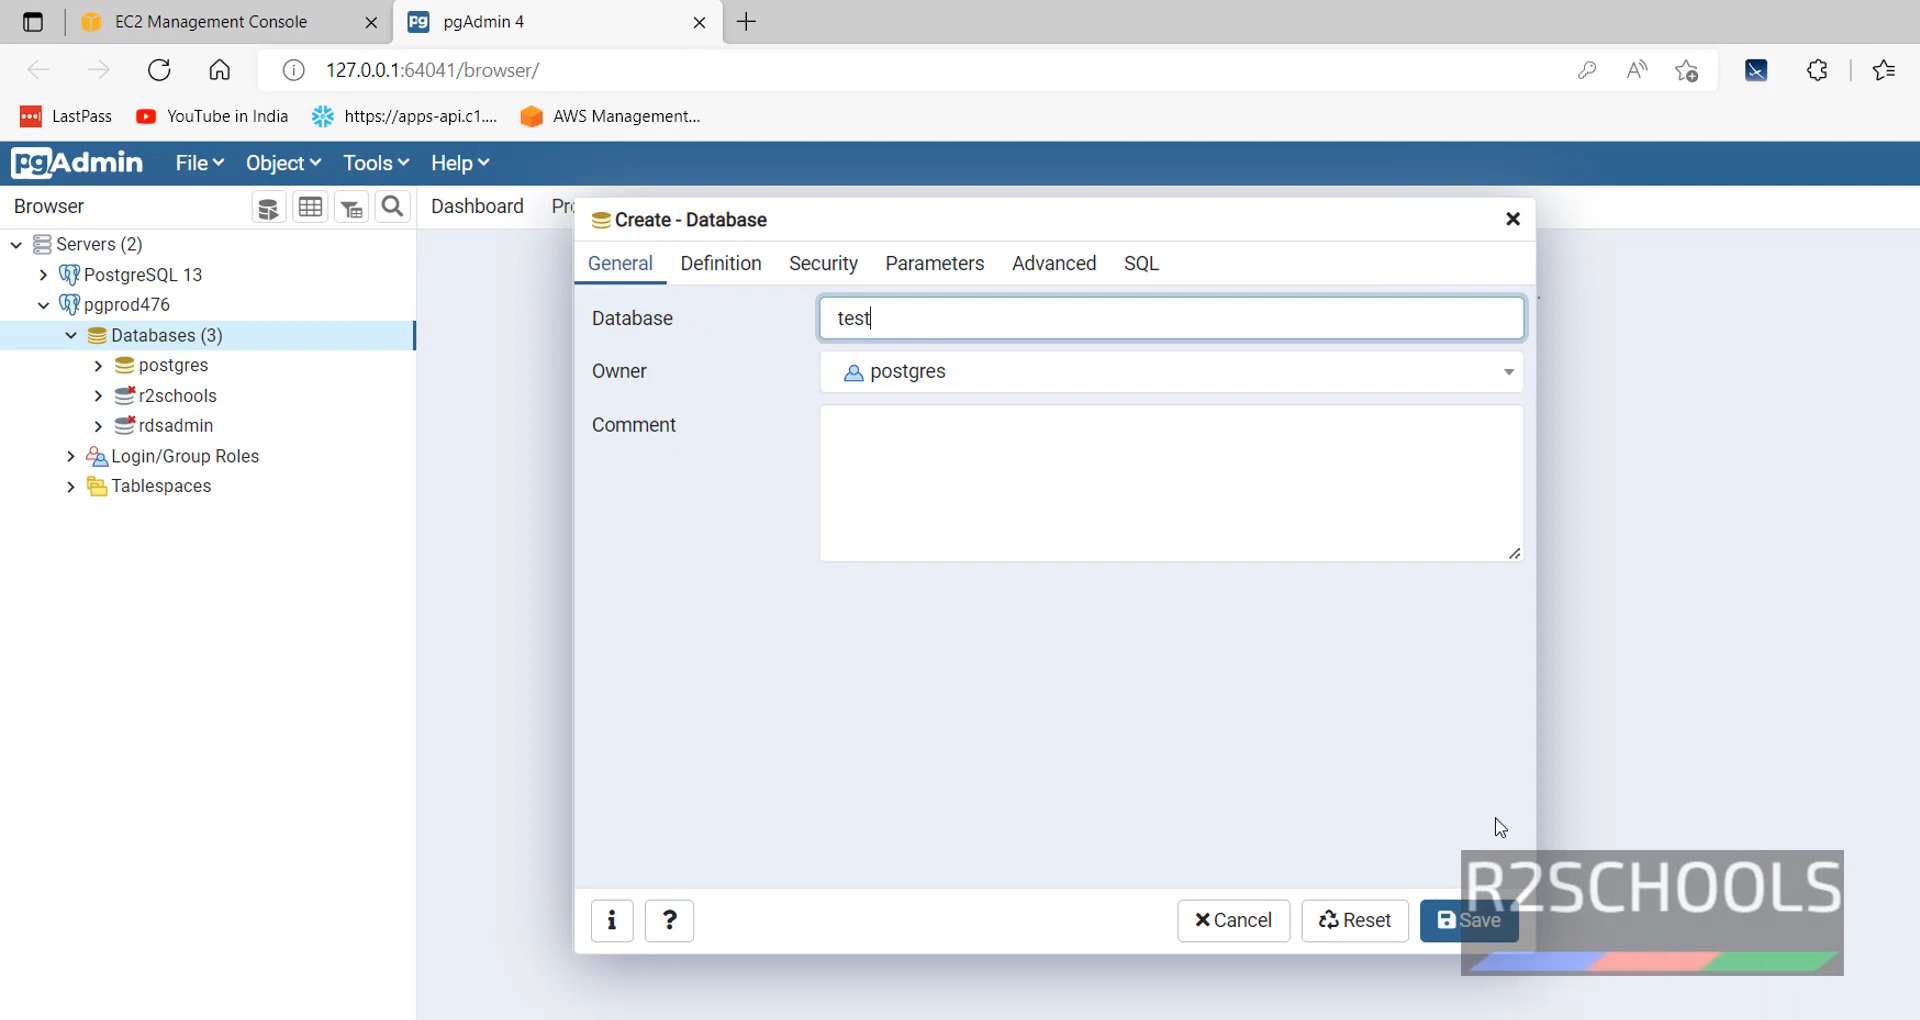 EC2 Management Console
pgAdmin 4
127.0.0.1:64041/browser/
LastPass
YouTube in India
https://apps-api.c1....
AWS Management...
pgAdmin
File
Object
Tools
Help
Browser
Dashboard
Pro
Servers (2)
PostgreSQL 13
pgprod476
Databases (3)
postgres
r2schools
rdsadmin
Login/Group Roles
Tablespaces
Create - Database
General
Definition
Security
Parameters
Advanced
SQL
Database
test
Owner
postgres
Comment
i
?
Cancel
Reset
Save
R2SCHOOLS